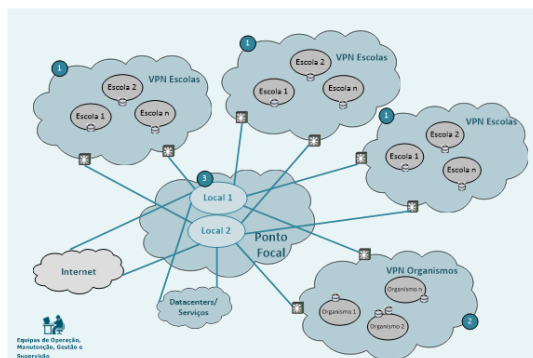 1
VPN Escolas
Escola 2
Escola 1
Escola n
1
VPN Escolas
Escola 2
Escola 1
Escola n
1
VPN Escolas
Escola 2
Escola 1
Escola n
3
Local 1
Local 2
Ponto
Focal
Internet
Datacenters/
Serviços
VPN Organismos
Organismo n
Organismo 1
Organismo 2
2
Equipas de Operação,
Manutenção, Gestão e
Supervisão